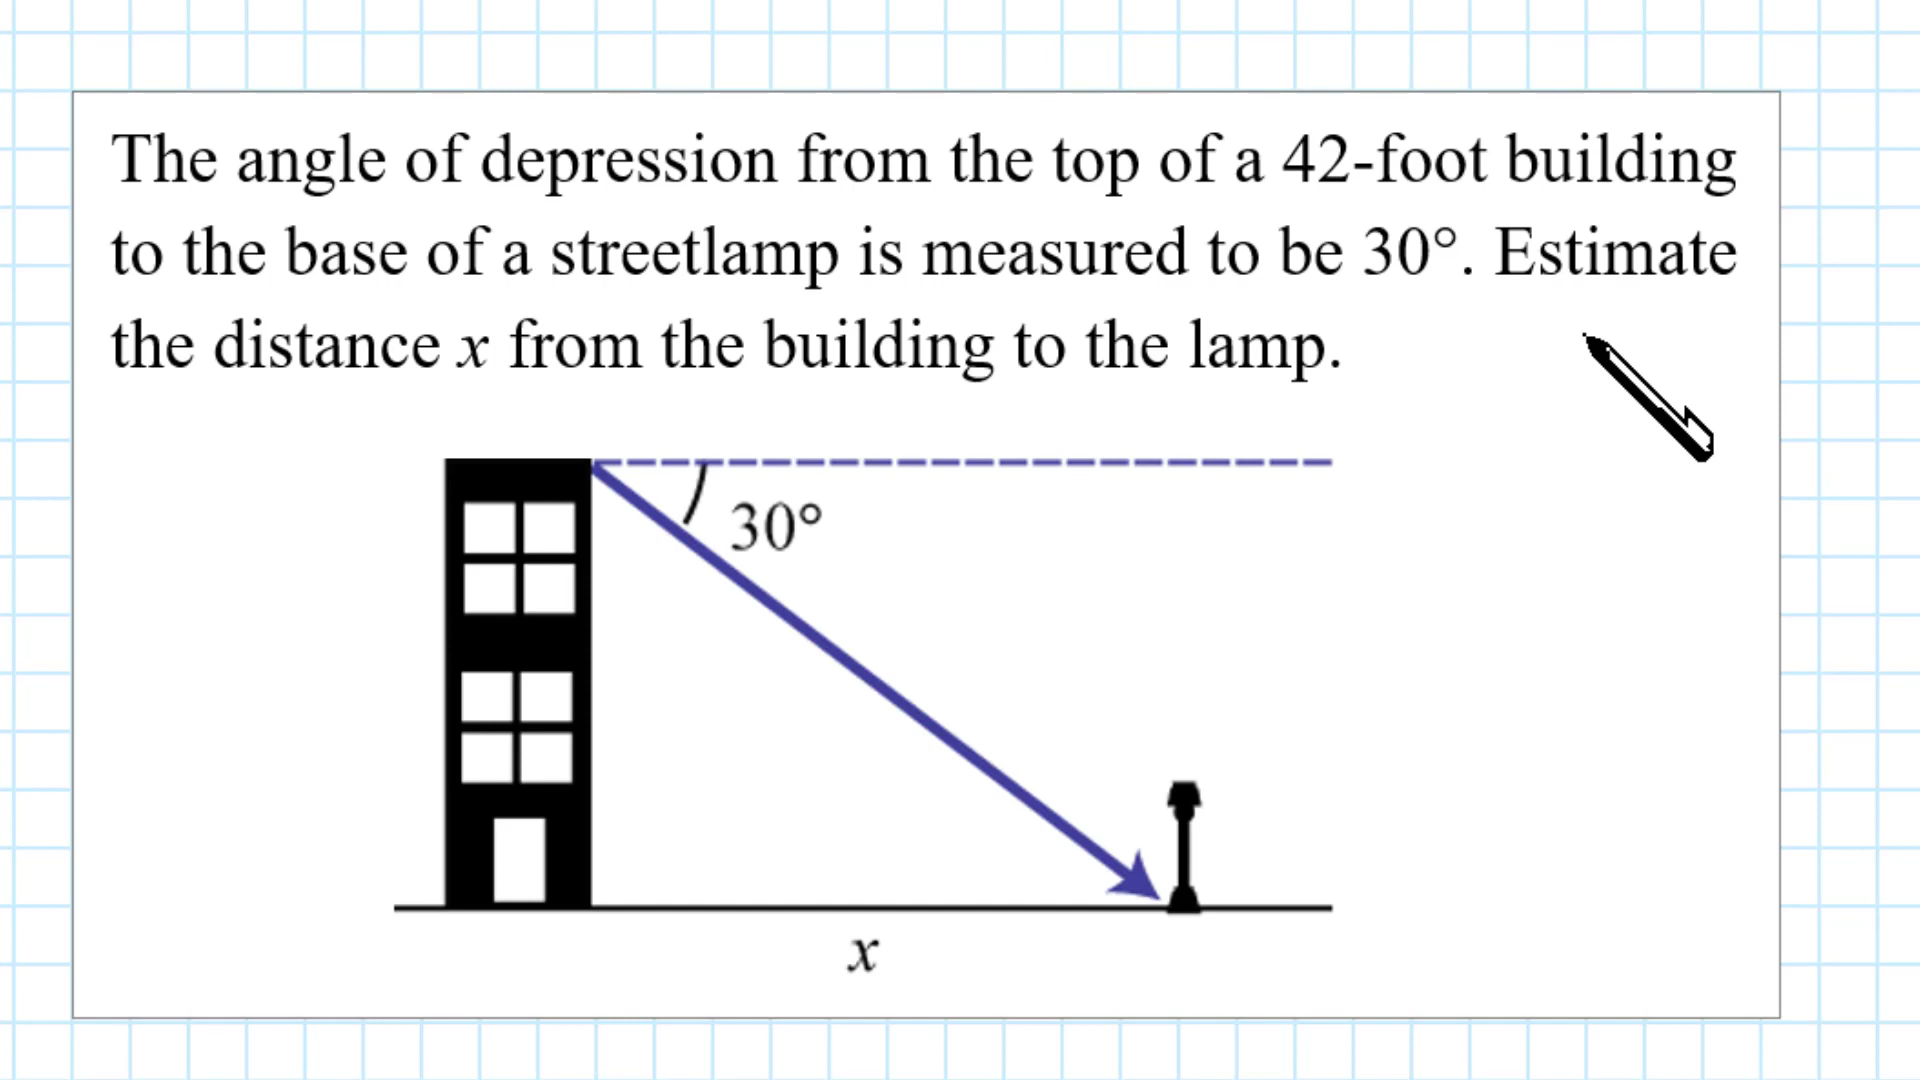 The angle of depression from the top of a 42-foot building
to the base of a streetlamp is measured to be 30°. Estimate
the distance x from the building to the lamp.
30°
x